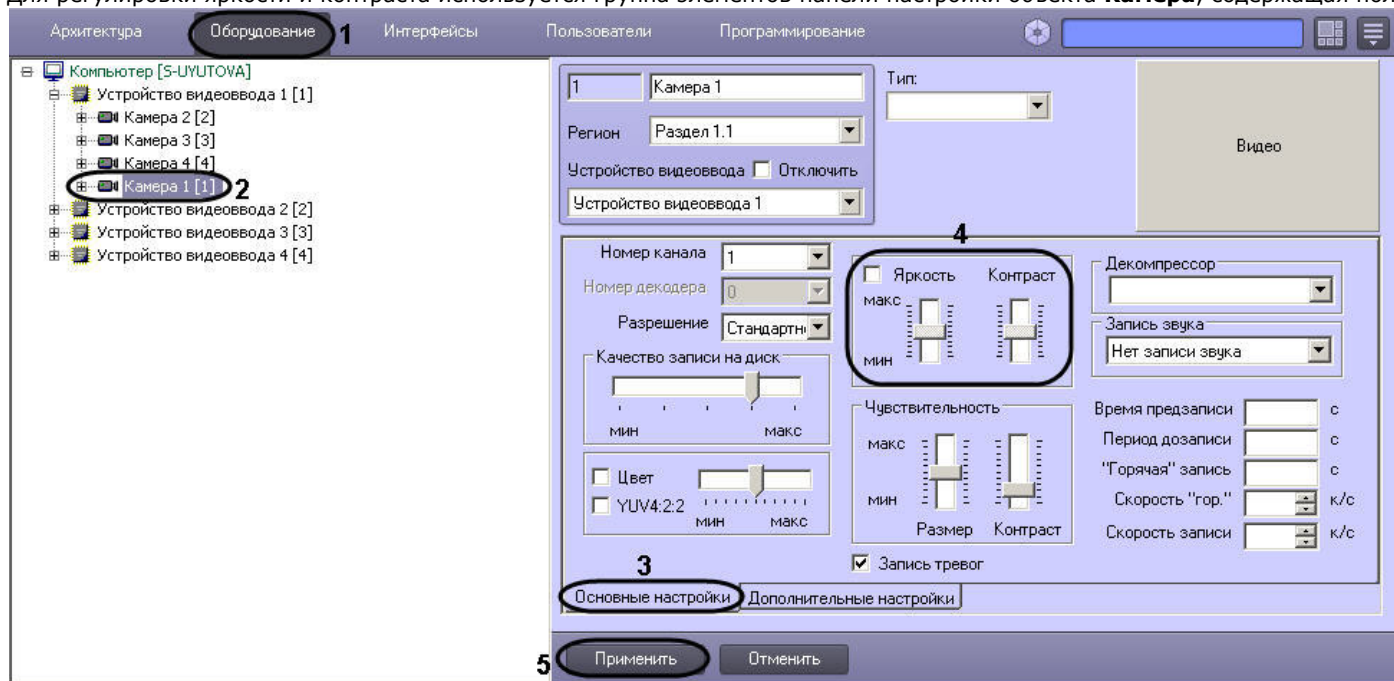 Для регулировки яркости и контраста используется группа элементов панели настройки объекта Камера, содержащая пол
Архитектура Оборудование 1 Интерфейсы Пользователи Программирование
Компьютер [S-UYUTOVA]
Устройство видеоввода 1 [1]
Камера 2 [2]
Камера 3 [3]
Камера 4 [4]
Камера 1 [1] 2
Устройство видеоввода 2 [2]
Устройство видеоввода 3 [3]
Устройство видеоввода 4 [4]
1 Камера 1
Тип:
Регион Раздел 1.1
Устройство видеоввода Отключить
Устройство видеоввода 1
Видео
Номер канала 1
Номер декодера 0
Разрешение Стандартн
Качество записи на диск
мин макс
Цвет
YUV4:2:2
мин макс
4
Яркость Контраст
макс
мин
Чувствительность
макс
мин
Размер Контраст
Запись тревог
Декомпрессор
Запись звука
Нет записи звука
Время предзаписи с
Период дозаписи с
"Горячая" запись с
Скорость "гор." к/с
Скорость записи к/с
3
Основные настройки Дополнительные настройки
5 Применить Отменить